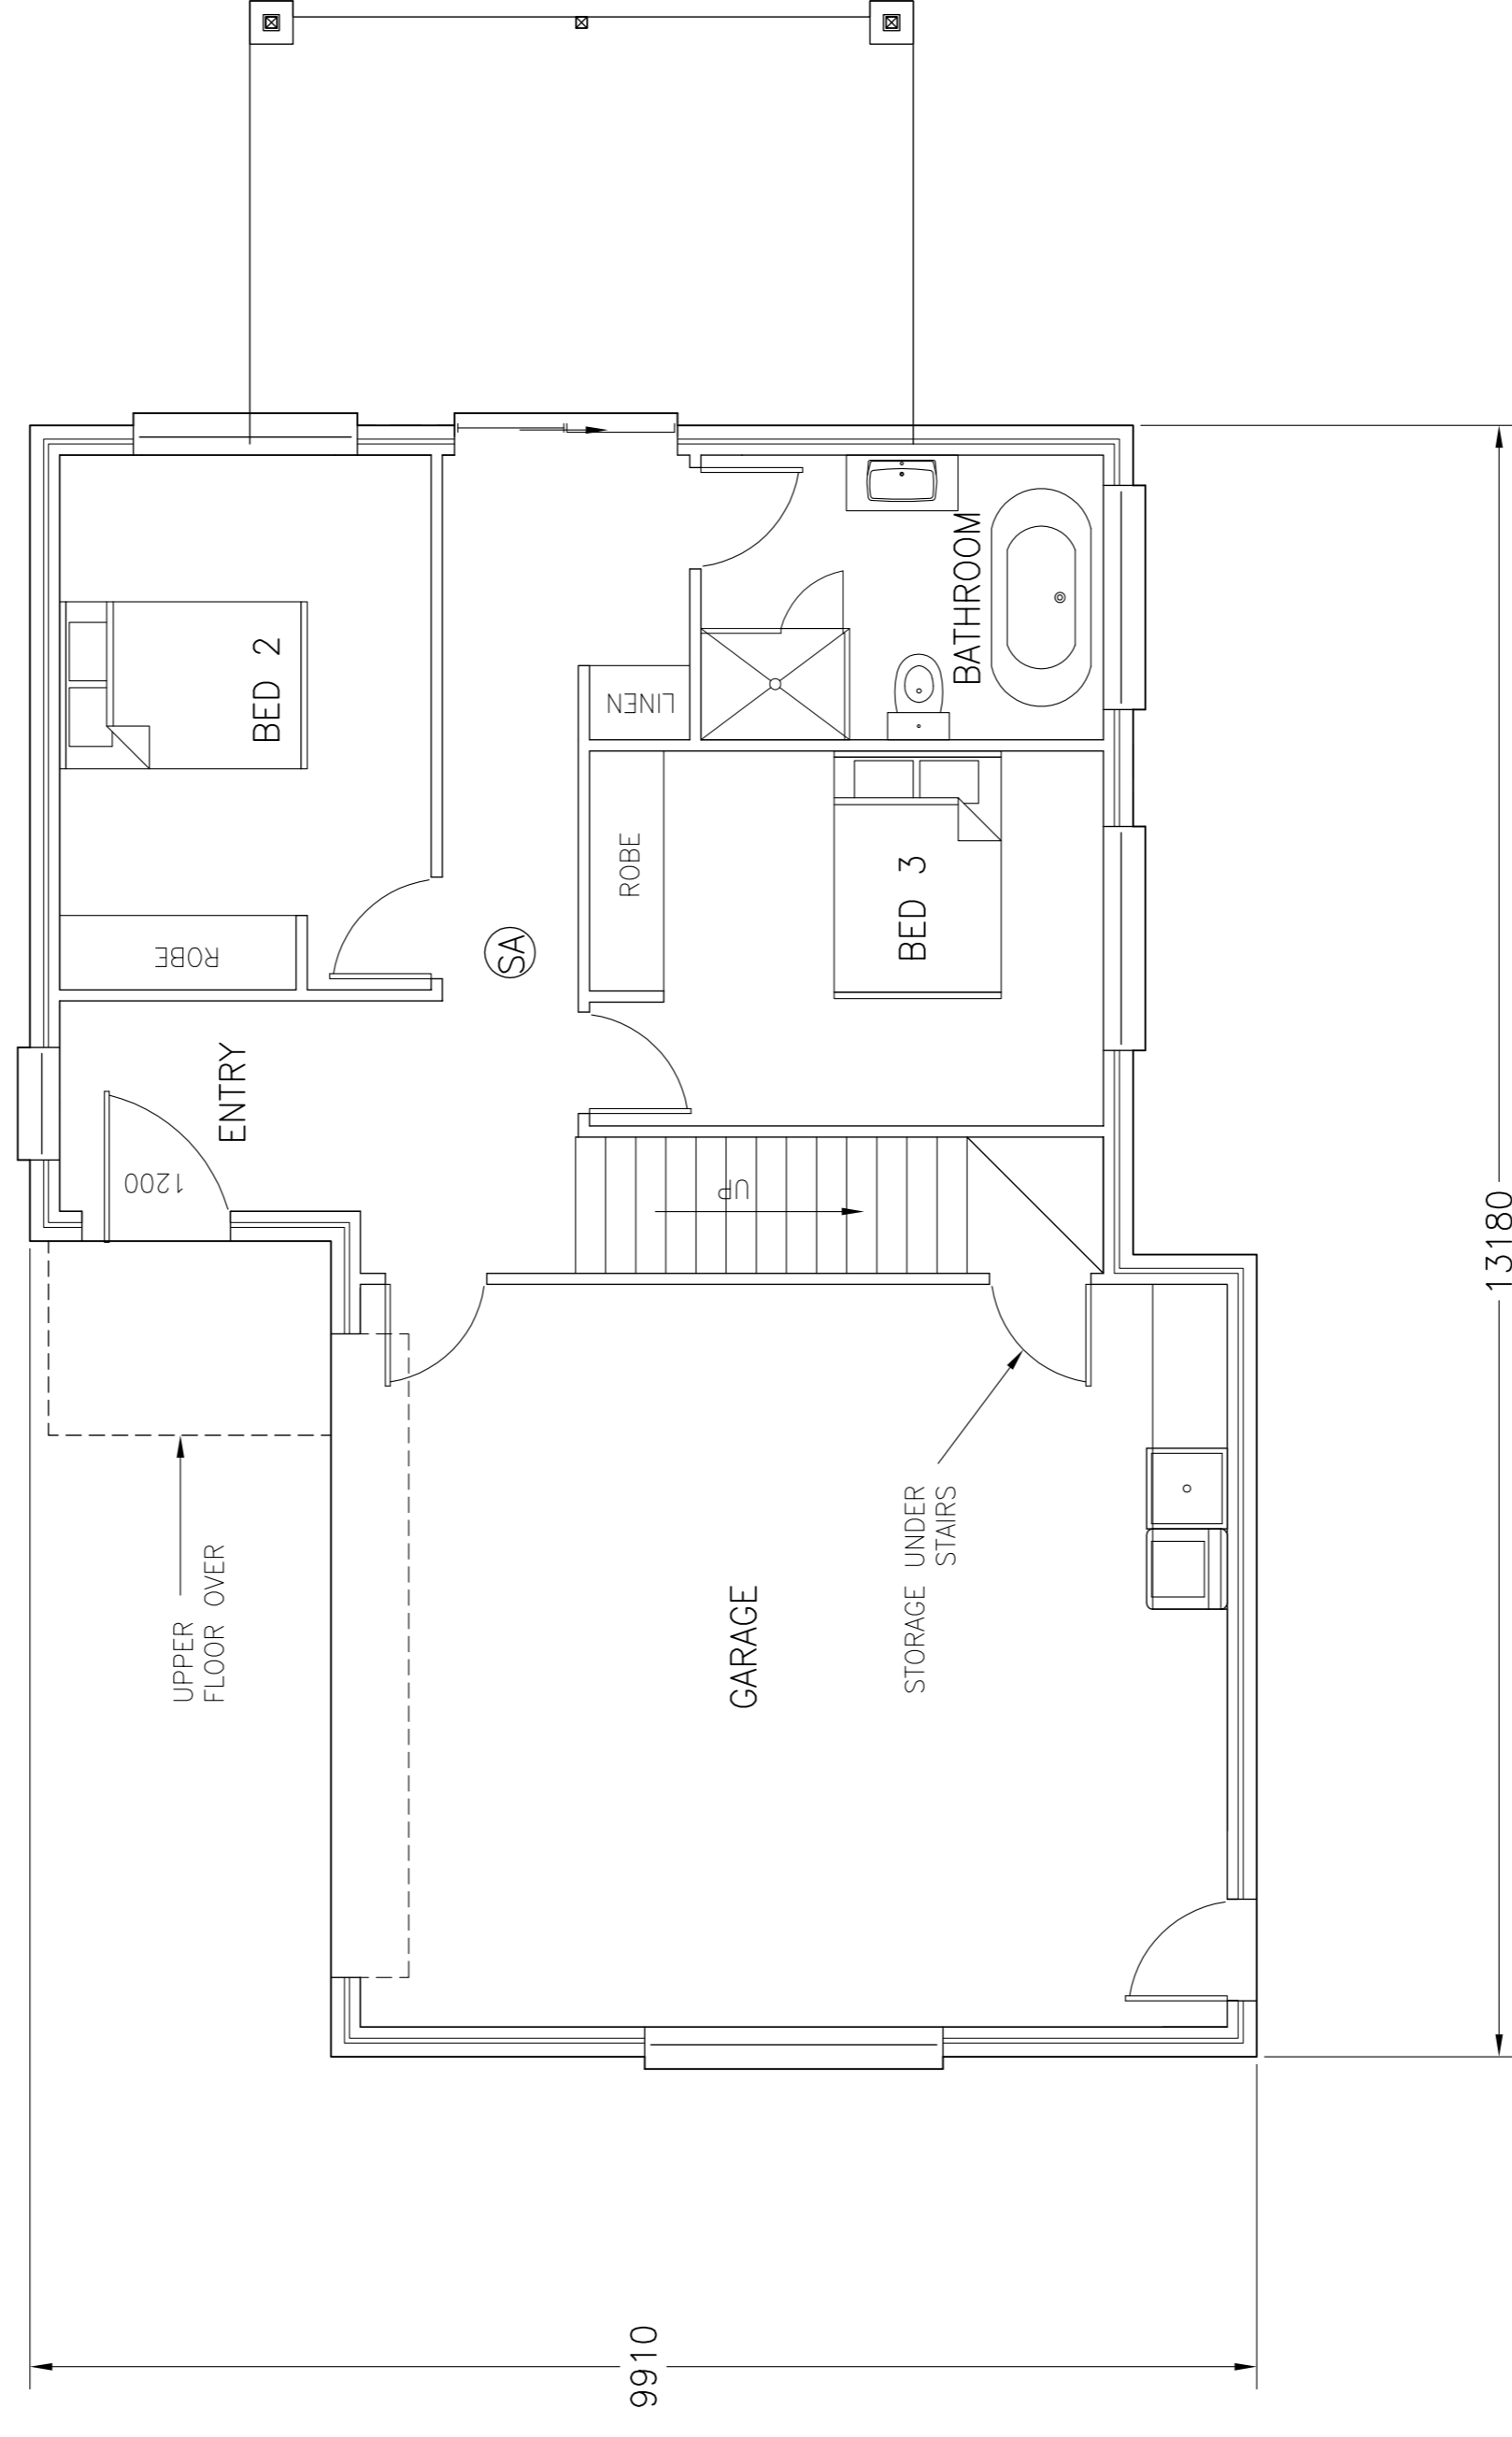 BED 2
LINEN
BATHROOM
ROBE
ROBE
BED 3
SA
ENTRY
1200
UP
UPPER
FLOOR OVER
STORAGE UNDER
STAIRS
GARAGE
13180
9910